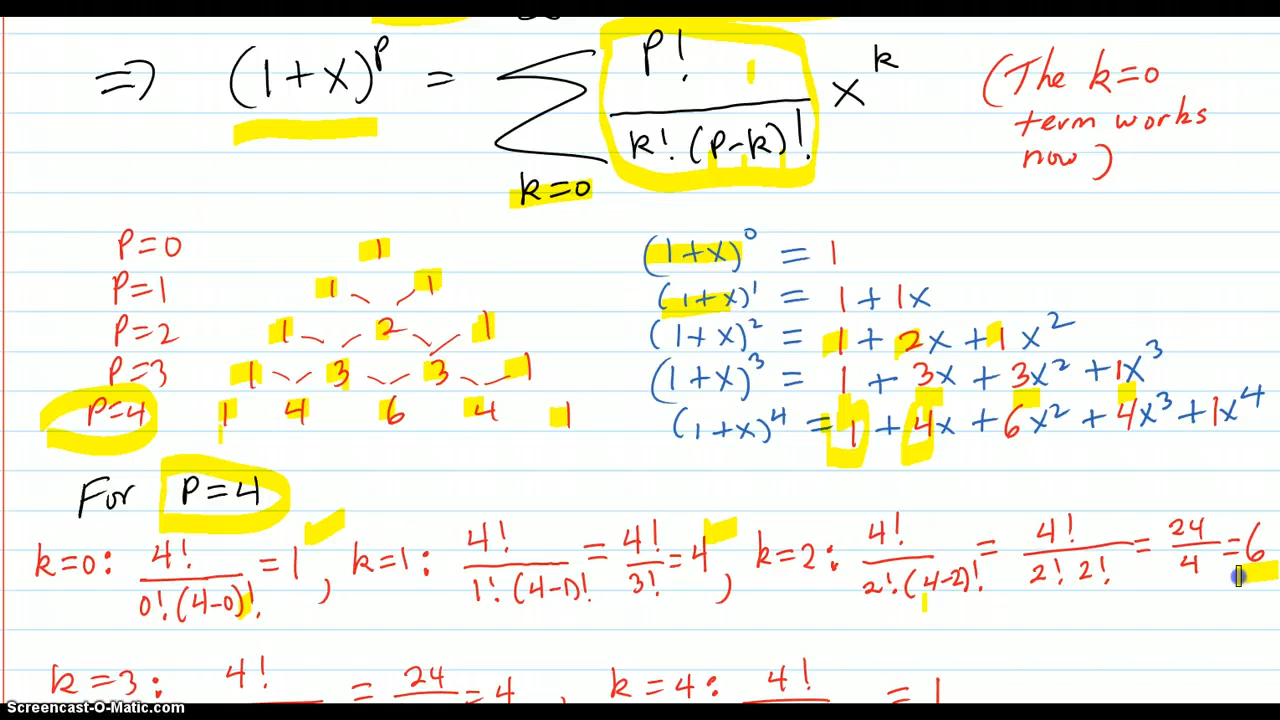 ⇒ (1+x)^p = ∑_{k=0} p!/(k!(p-k)!) x^k
(The k=0
term works
now)
P=0 1
P=1 1 1
P=2 1 2 1
P=3 1 3 3 1
P=4 1 4 6 4 1
(1+x)^0 = 1
(1+x)^1 = 1 + 1x
(1+x)^2 = 1 + 2x + 1x^2
(1+x)^3 = 1 + 3x + 3x^2 + 1x^3
(1+x)^4 = 1 + 4x + 6x^2 + 4x^3 + 1x^4
For P=4
k=0: 4!/(0!(4-0)!) = 1, k=1: 4!/(1!(4-1)!) = 4!/3! = 4, k=2: 4!/(2!(4-2)!) = 4!/(2! 2!) = 24/4 = 6
k=3: 4! = 24 = 4, k=4: 4! = 1
Screencast-O-Matic.com